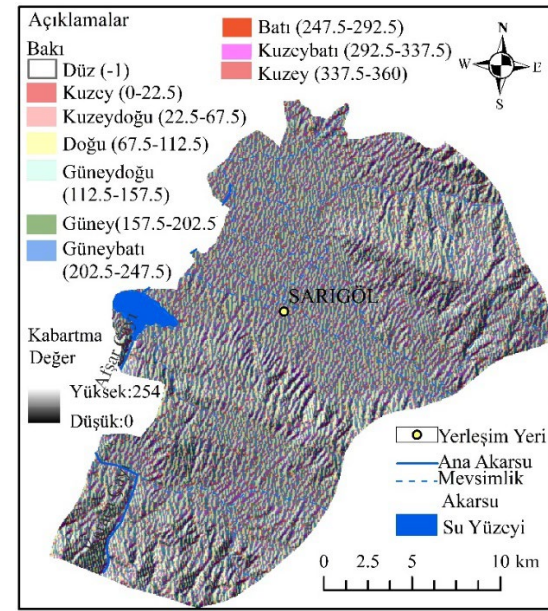 Açıklamalar
Bakı
Düz (-1)
Kuzey (0-22.5)
Kuzeydoğu (22.5-67.5)
Doğu (67.5-112.5)
Güneydoğu
(112.5-157.5)
Güney(157.5-202.5
Güneybatı
(202.5-247.5)
Batı (247.5-292.5)
Kuzeybatı (292.5-337.5)
Kuzey (337.5-360)
N
W
E
S
SARIGÖL
Afşar Çayı
Kabartma
Değer
Yüksek:254
Düşük:0
Yerleşim Yeri
Ana Akarsu
Mevsimlik
Akarsu
Su Yüzeyi
0 2.5 5 10 km